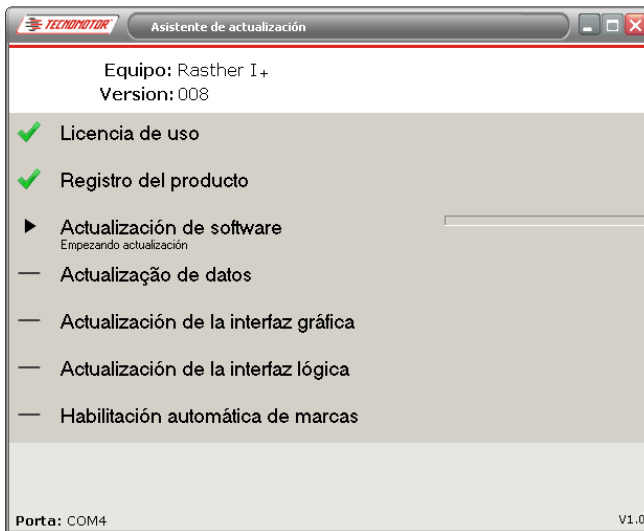 TECNOMOTOR Asistente de actualización
Equipo: Rasther I+
Version: 008
Licencia de uso
Registro del producto
Actualización de software
Empezando actualización
Actualizaçâo de datos
Actualización de la interfaz gráfica
Actualización de la interfaz lógica
Habilitación automática de marcas
Porta: COM4
V1.0